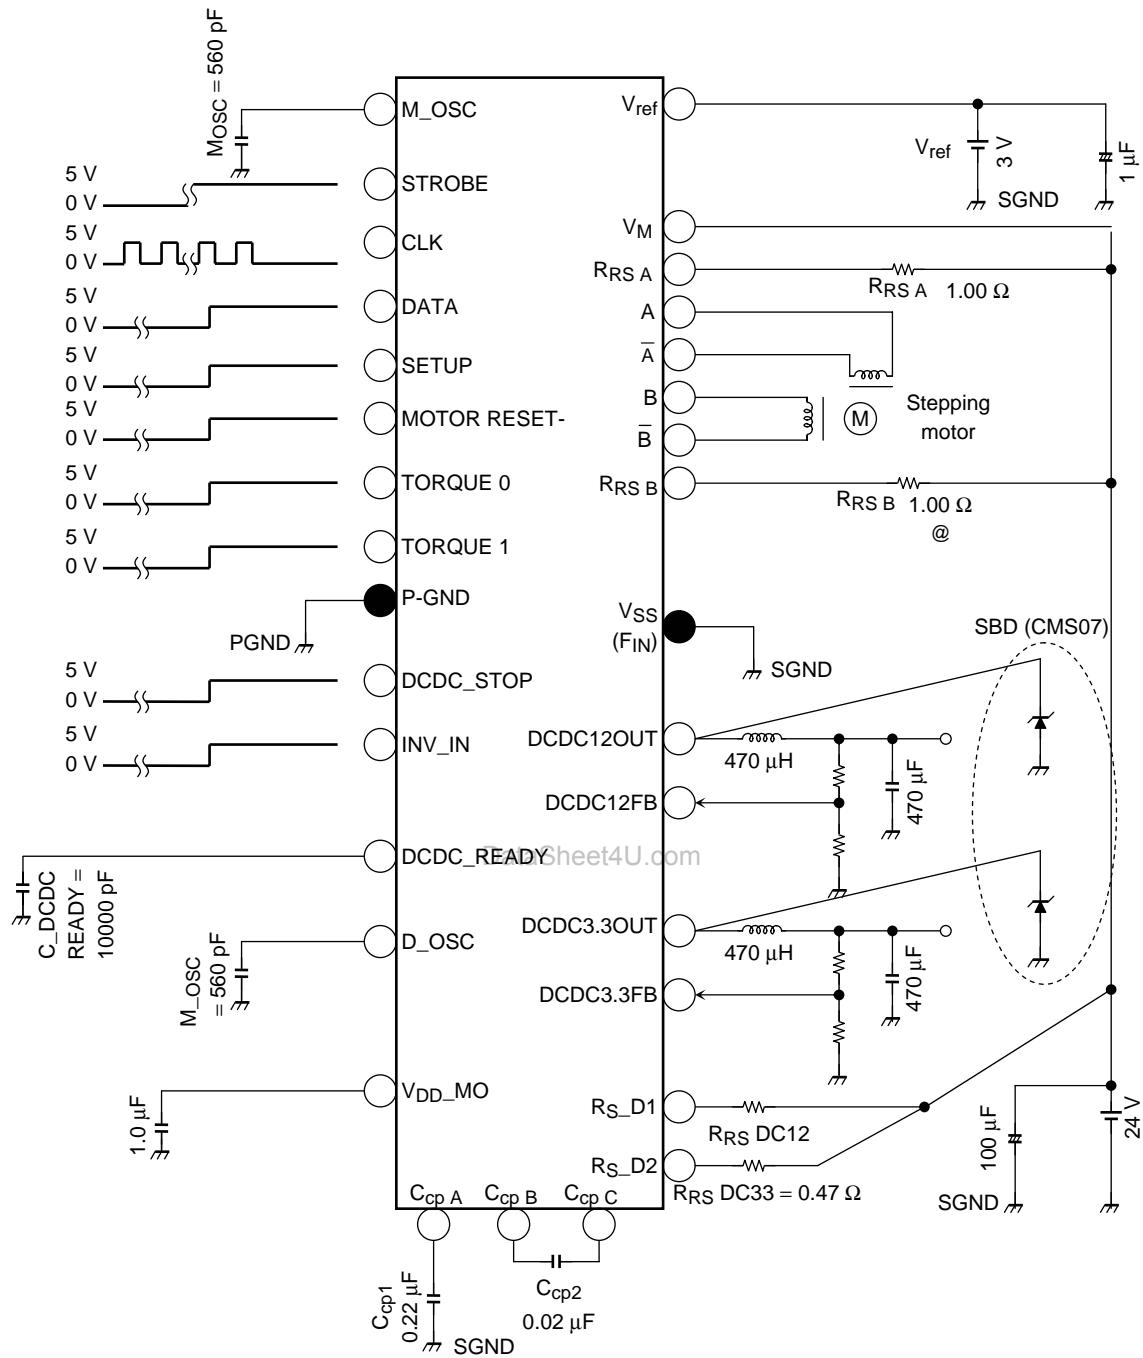 MOSC = 560 pF
M_OSC
5 V
0 V
STROBE
5 V
0 V
CLK
5 V
0 V
DATA
5 V
0 V
SETUP
5 V
0 V
MOTOR RESET-
5 V
0 V
TORQUE 0
5 V
0 V
TORQUE 1
P-GND
PGND
5 V
0 V
DCDC_STOP
5 V
0 V
INV_IN
DCDC_READY
C_DCDC
READY =
10000 pF
D_OSC
M_OSC
= 560 pF
VDD_MO
1.0 μF
Ccp A
Ccp B
Ccp C
Ccp1
0.22 μF
SGND
Ccp2
0.02 μF
Vref
Vref
3 V
SGND
1 μF
VM
RRS A
RRS A 1.00 Ω
A
A̅
B
B̅
M
Stepping
motor
RRS B
RRS B 1.00 Ω
@
VSS
(FIN)
SGND
SBD (CMS07)
DCDC12OUT
470 μH
470 μF
DCDC12FB
DataSheet4U.com
DCDC3.3OUT
470 μH
470 μF
DCDC3.3FB
RS_D1
RRS DC12
RS_D2
RRS DC33 = 0.47 Ω
100 μF
SGND
24 V